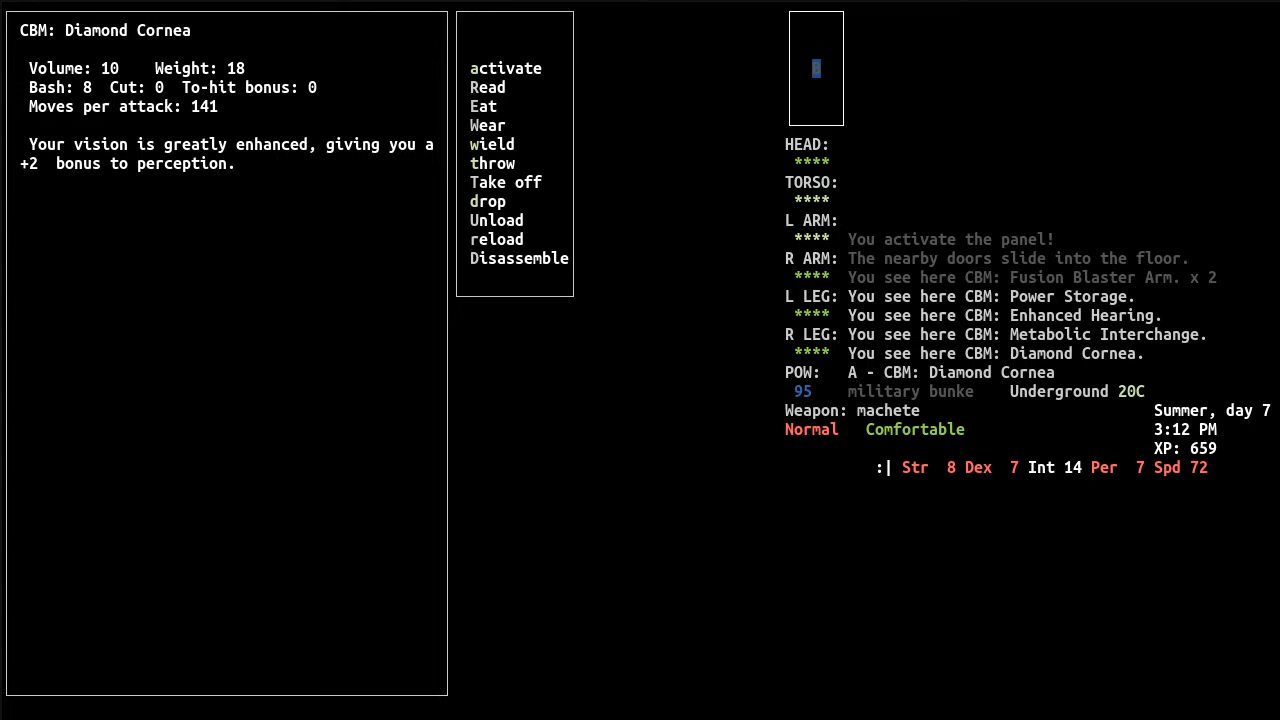 CBM: Diamond Cornea
Volume: 10    Weight: 18
Bash: 8  Cut: 0  To-hit bonus: 0
Moves per attack: 141
Your vision is greatly enhanced, giving you a
+2  bonus to perception.
activate
Read
Eat
Wear
wield
throw
Take off
drop
Unload
reload
Disassemble
HEAD:
****
TORSO:
****
L ARM:
**** You activate the panel!
R ARM: The nearby doors slide into the floor.
**** You see here CBM: Fusion Blaster Arm. x 2
L LEG: You see here CBM: Power Storage.
**** You see here CBM: Enhanced Hearing.
R LEG: You see here CBM: Metabolic Interchange.
**** You see here CBM: Diamond Cornea.
POW: A - CBM: Diamond Cornea
95 military bunke Underground 20C
Weapon: machete Summer, day 7
Normal Comfortable 3:12 PM
XP: 659
:| Str 8 Dex 7 Int 14 Per 7 Spd 72